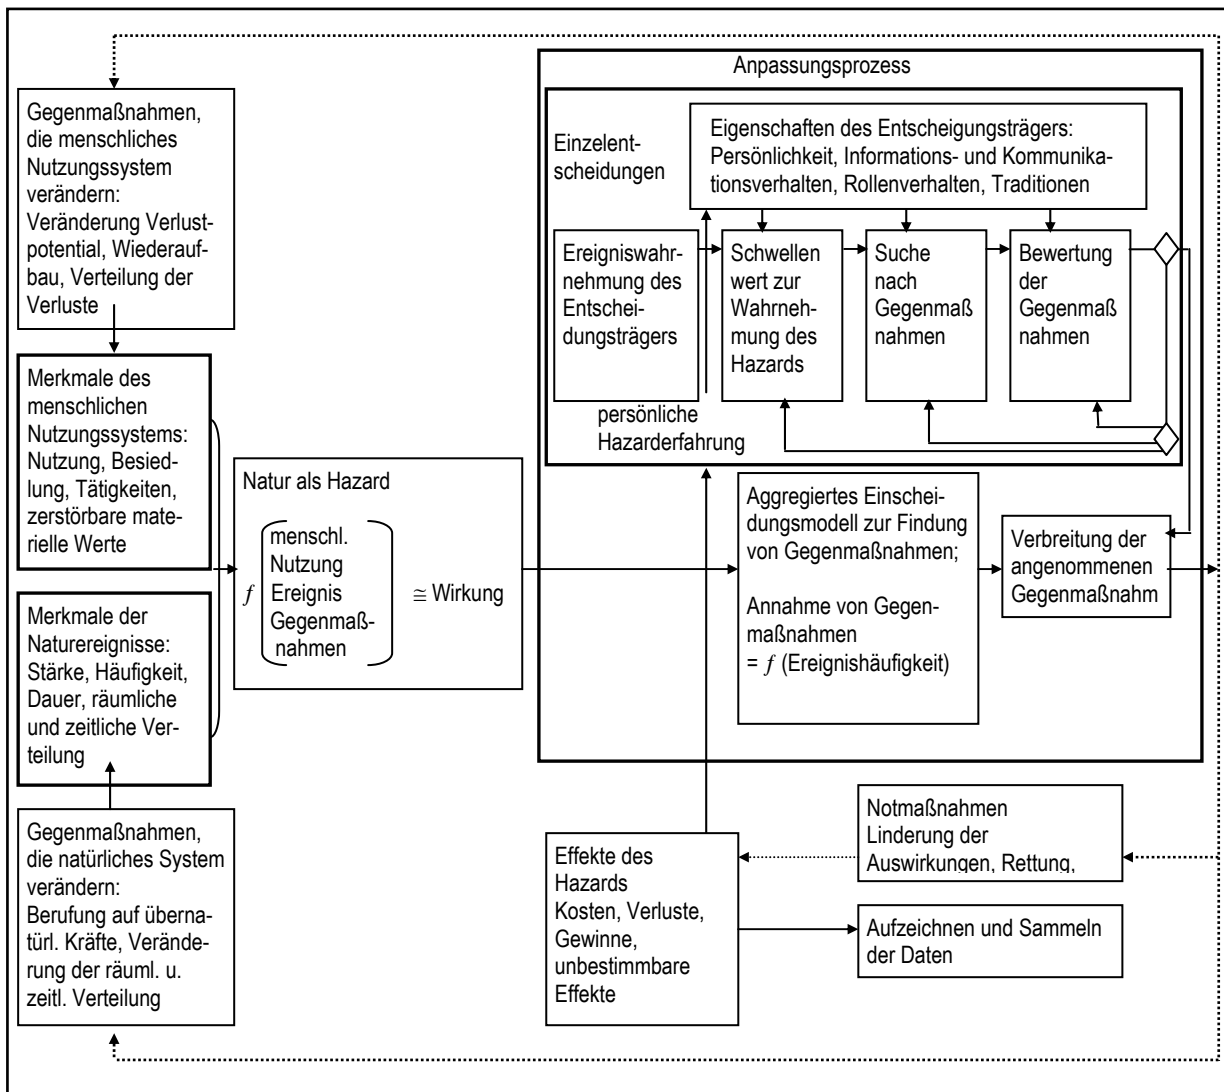 Anpassungsprozess
Gegenmaßnahmen,
die menschliches
Nutzungssystem
verändern:
Veränderung Verlust-
potential, Wiederauf-
bau, Verteilung der
Verluste
Einzelent-
scheidungen
Eigenschaften des Entscheigungsträgers:
Persönlichkeit, Informations- und Kommunika-
tionsverhalten, Rollenverhalten, Traditionen
Ereigniswahr-
nehmung des
Entschei-
dungsträgers
Schwellen
wert zur
Wahrneh-
mung des
Hazards
Suche
nach
Gegenmaß
nahmen
Bewertung
der
Gegenmaß
nahmen
persönliche
Hazarderfahrung
Merkmale des
menschlichen
Nutzungssystems:
Nutzung, Besied-
lung, Tätigkeiten,
zerstörbare mate-
rielle Werte
Natur als Hazard
menschl.
Nutzung
f Ereignis ≅ Wirkung
Gegenmaß-
nahmen
Aggregiertes Einschei-
dungsmodell zur Findung
von Gegenmaßnahmen;
Annahme von Gegen-
maßnahmen
= f (Ereignishäufigkeit)
Verbreitung der
angenommenen
Gegenmaßnahm
Merkmale der
Naturereignisse:
Stärke, Häufigkeit,
Dauer, räumliche
und zeitliche Ver-
teilung
Gegenmaßnahmen,
die natürliches System
verändern:
Berufung auf überna-
türl. Kräfte, Verände-
rung der räuml. u.
zeitl. Verteilung
Effekte des
Hazards
Kosten, Verluste,
Gewinne,
unbestimmbare
Effekte
Notmaßnahmen
Linderung der
Auswirkungen, Rettung,
Aufzeichnen und Sammeln
der Daten